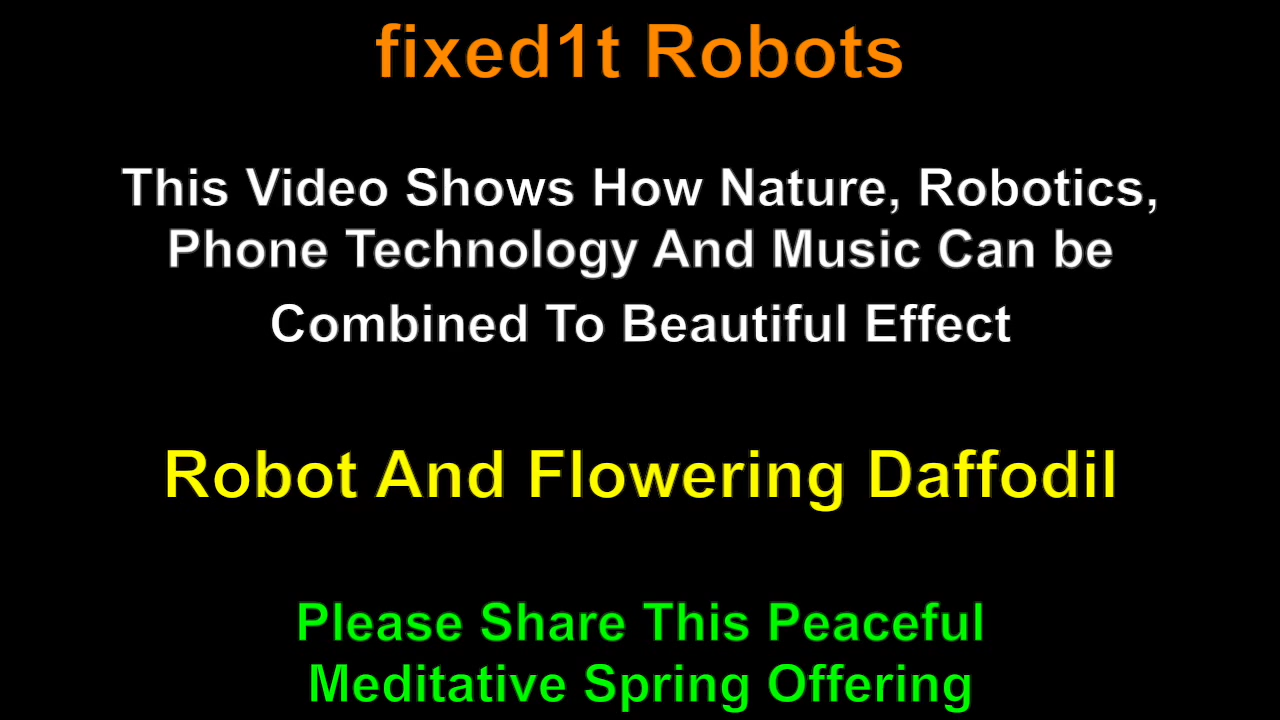 fixed1t Robots
This Video Shows How Nature, Robotics,
Phone Technology And Music Can be
Combined To Beautiful Effect
Robot And Flowering Daffodil
Please Share This Peaceful
Meditative Spring Offering